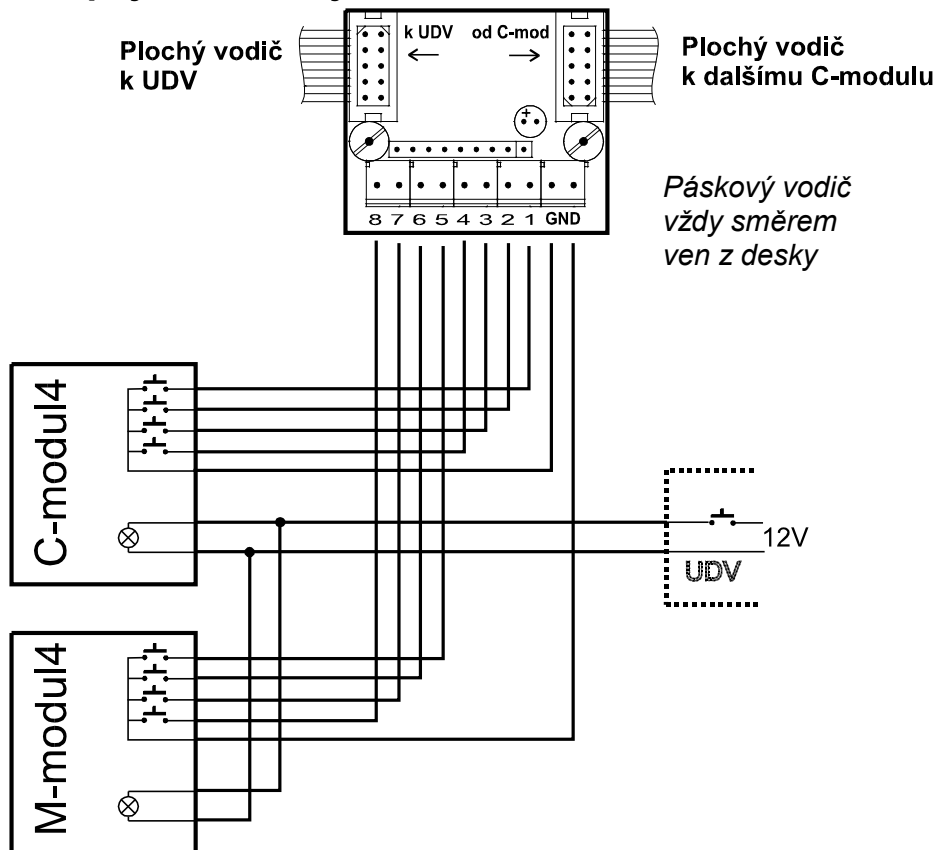 Plochý vodič
k UDV
k UDV
od C-mod
Plochý vodič
k dalšímu C-modulu
Páskový vodič
vždy směrem
ven z desky
8 7 6 5 4 3 2 1 GND
C-modul4
12V
UDV
M-modul4